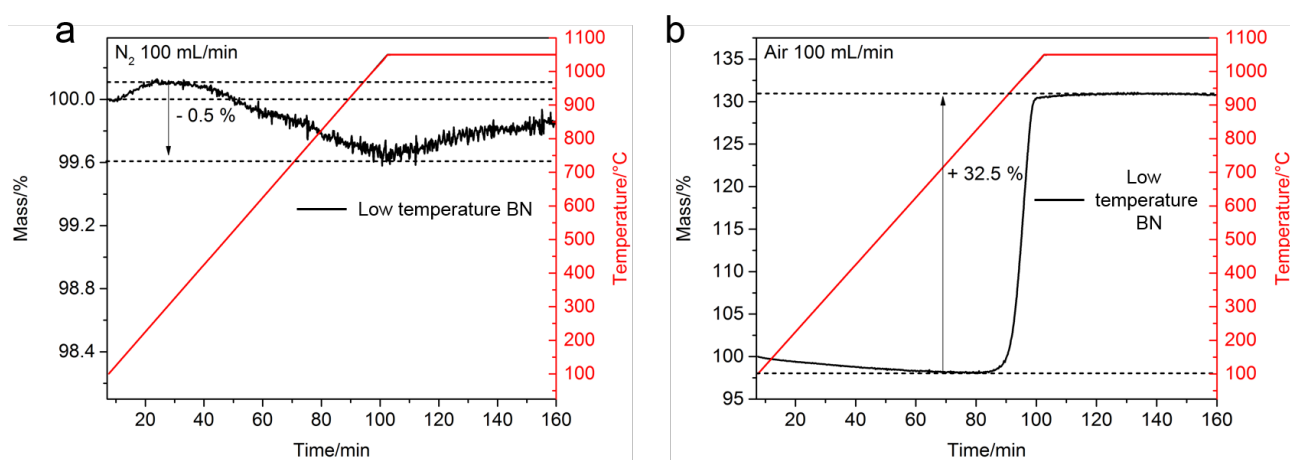 a
N₂ 100 mL/min
100.0
99.6
99.2
98.8
98.4
Mass/%
- 0.5 %
Low temperature BN
1100
1000
900
800
700
600
500
400
300
200
100
Temperature/°C
20 40 60 80 100 120 140 160
Time/min
b
Air 100 mL/min
135
130
125
120
115
110
105
100
95
Mass/%
+ 32.5 %
Low
temperature
BN
1100
1000
900
800
700
600
500
400
300
200
100
Temperature/°C
20 40 60 80 100 120 140 160
Time/min